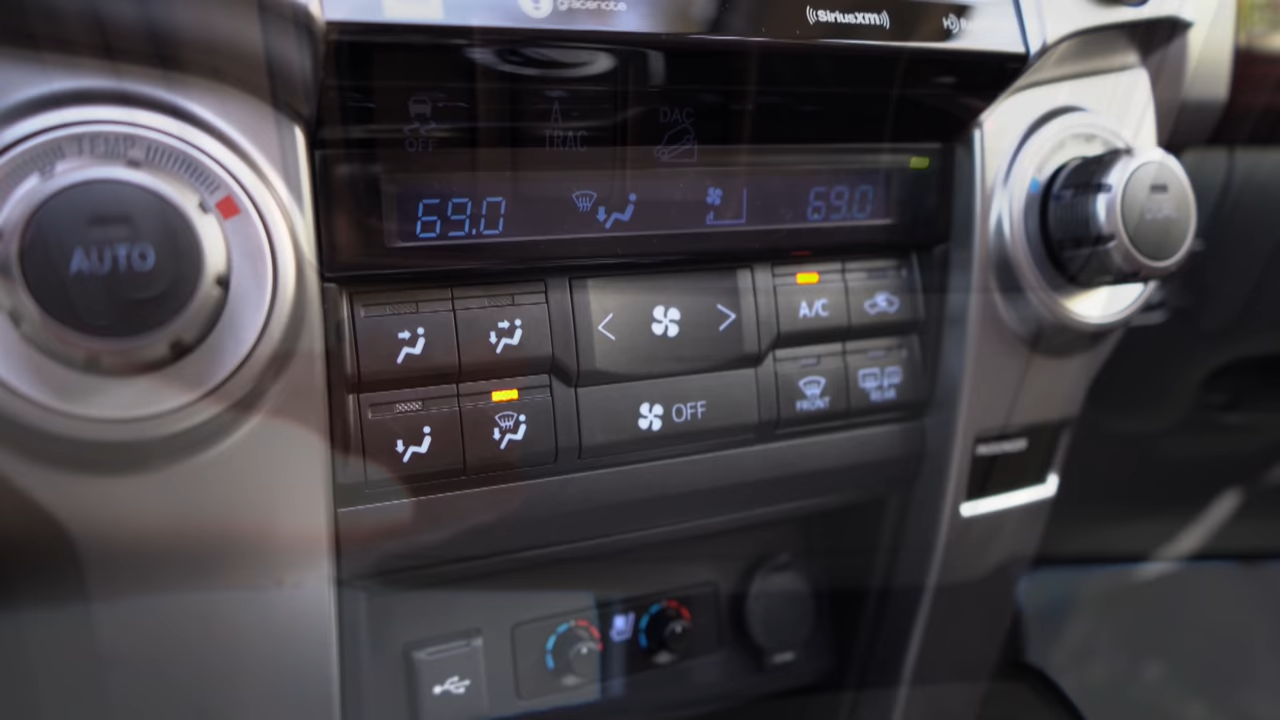 gracenote
((SiriusXM))
OFF
A
TRAC
DAC
TEMP
AUTO
69.0
69.0
A/C
OFF
FRONT
REAR